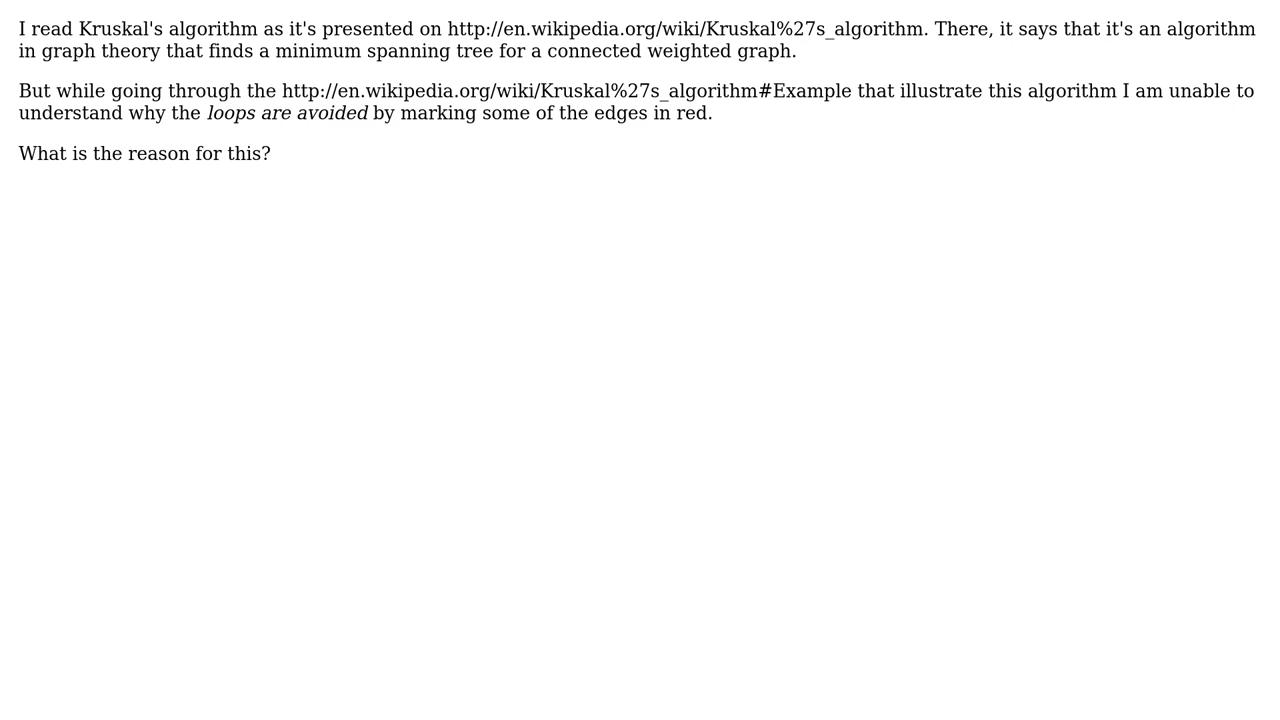 I read Kruskal's algorithm as it's presented on http://en.wikipedia.org/wiki/Kruskal%27s_algorithm. There, it says that it's an algorithm
in graph theory that finds a minimum spanning tree for a connected weighted graph.
But while going through the http://en.wikipedia.org/wiki/Kruskal%27s_algorithm#Example that illustrate this algorithm I am unable to
understand why the loops are avoided by marking some of the edges in red.
What is the reason for this?